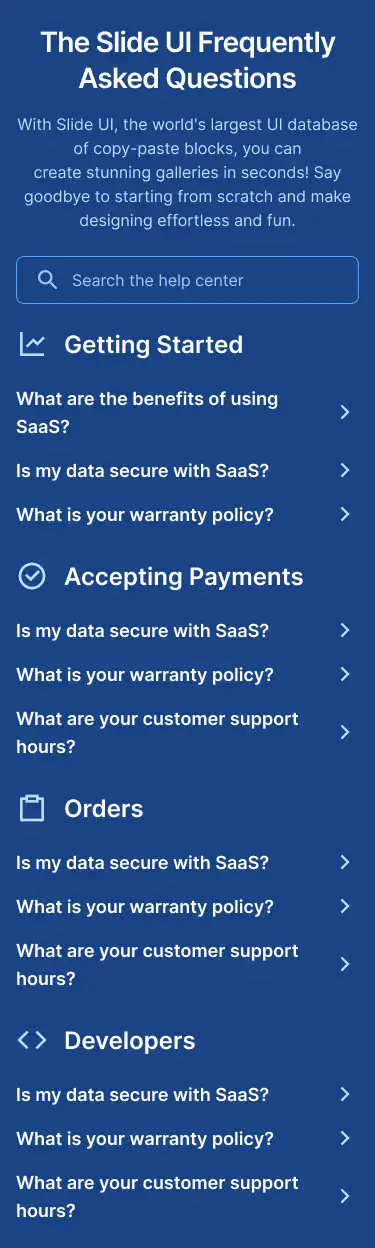 The Slide UI Frequently
Asked Questions
With Slide UI, the world's largest UI database
of copy-paste blocks, you can
create stunning galleries in seconds! Say
goodbye to starting from scratch and make
designing effortless and fun.
Search the help center
Getting Started
What are the benefits of using
SaaS?
Is my data secure with SaaS?
What is your warranty policy?
Accepting Payments
Is my data secure with SaaS?
What is your warranty policy?
What are your customer support
hours?
Orders
Is my data secure with SaaS?
What is your warranty policy?
What are your customer support
hours?
Developers
Is my data secure with SaaS?
What is your warranty policy?
What are your customer support
hours?